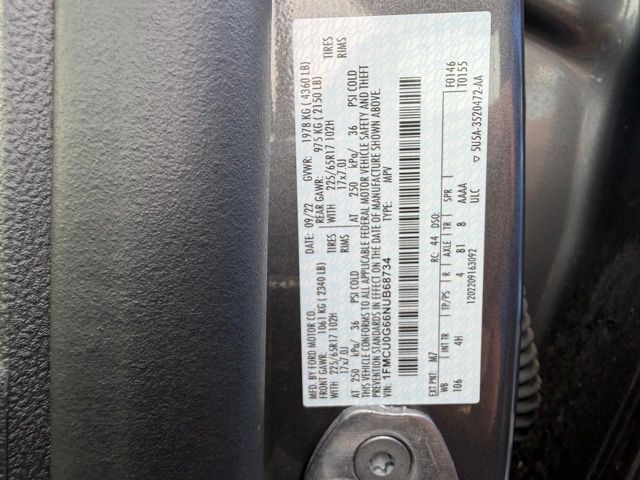 MFD. BY FORD MOTOR CO. DATE: 09/22 GVWR: 1978 KG ( 4360 LB)
FRONT GAWR: 1061 KG ( 2340 LB) REAR GAWR: 975 KG ( 2150 LB)
WITH 225/65R17 102H TIRES WITH 225/65R17 102H TIRES
17x7.0J RIMS 17x7.0J RIMS
AT 250 kPa/ 36 PSI COLD AT 250 kPa/ 36 PSI COLD
THIS VEHICLE CONFORMS TO ALL APPLICABLE FEDERAL MOTOR VEHICLE SAFETY AND THEFT
PREVENTION STANDARDS IN EFFECT ON THE DATE OF MANUFACTURE SHOWN ABOVE.
VIN: 1FMCU0G66NUB68734 TYPE: MPV
F0146
T0155
EXT PNT: M7 RC: 44 DSO:
WB INT TR TP/PS R AXLE TR SPR
106 4H 4 81 8 AAAA
1202209163092 ULC
5U5A-3520472-AA